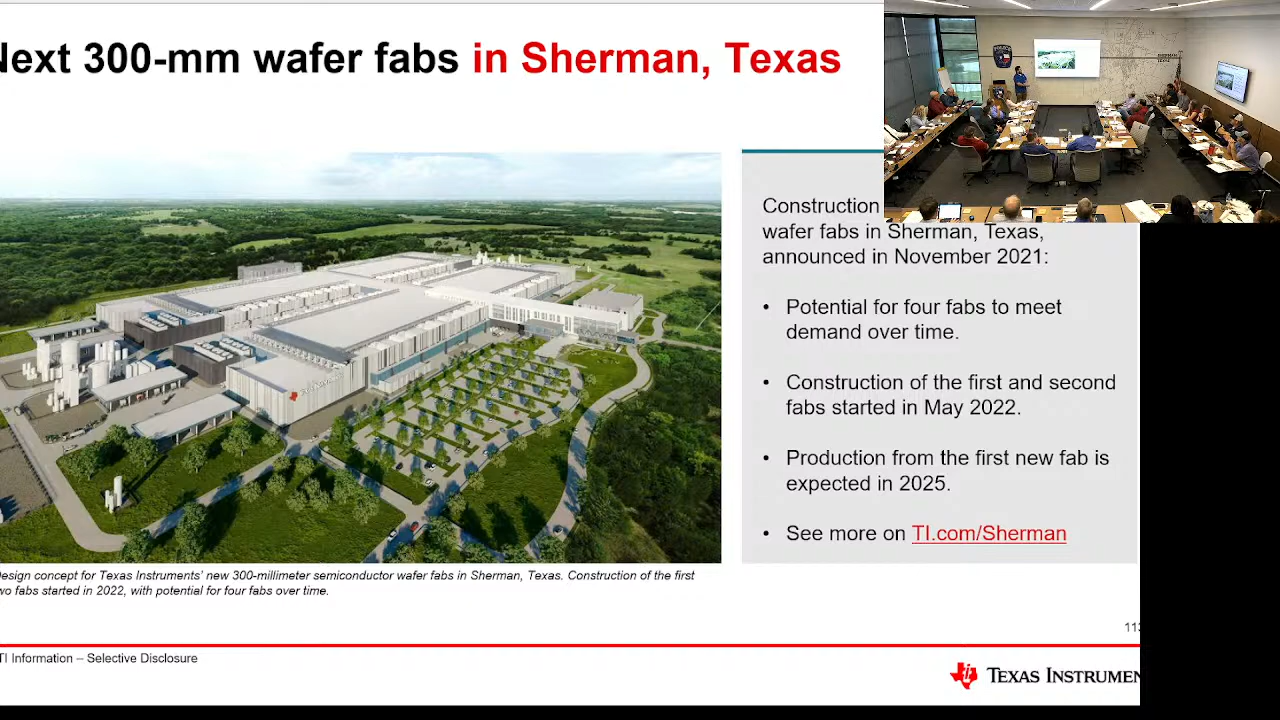 Next 300-mm wafer fabs in Sherman, Texas
Construction
wafer fabs in Sherman, Texas,
announced in November 2021:
• Potential for four fabs to meet
demand over time.
• Construction of the first and second
fabs started in May 2022.
• Production from the first new fab is
expected in 2025.
• See more on TI.com/Sherman
Design concept for Texas Instruments' new 300-millimeter semiconductor wafer fabs in Sherman, Texas. Construction of the first
two fabs started in 2022, with potential for four fabs over time.
113
TI Information – Selective Disclosure
TEXAS INSTRUMEN